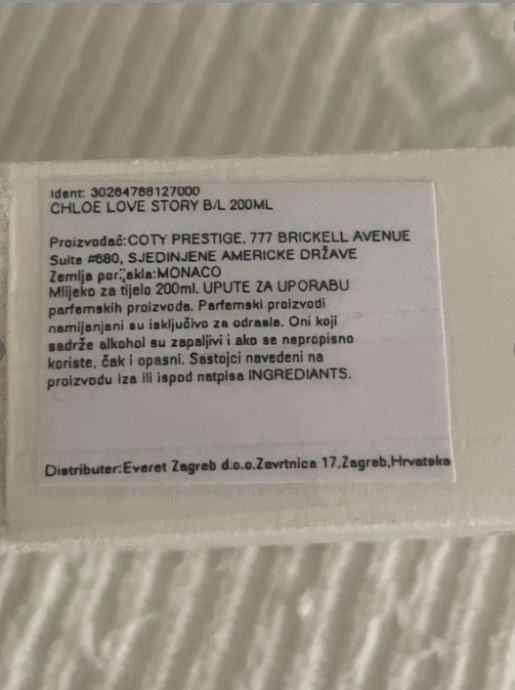 Ident: 30264788127000
CHLOE LOVE STORY B/L 200ML
Proizvođač:COTY PRESTIGE, 777 BRICKELL AVENUE
Suite #680, SJEDINJENE AMERICKE DRŽAVE
Zemlja porijekla:MONACO
Mlijeko za tijelo 200ml. UPUTE ZA UPORABU
parfemskih proizvoda. Parfemski proizvodi
namijenjeni su isključivo za odrasle. Oni koji
sadrže alkohol su zapaljivi i ako se nepropisno
koriste, čak i opasni. Sastojci navedeni na
proizvodu iza ili ispod natpisa INGREDIANTS.
Distributer:Everet Zagreb d.o.o.Zavrtnica 17,Zagreb,Hrvatska